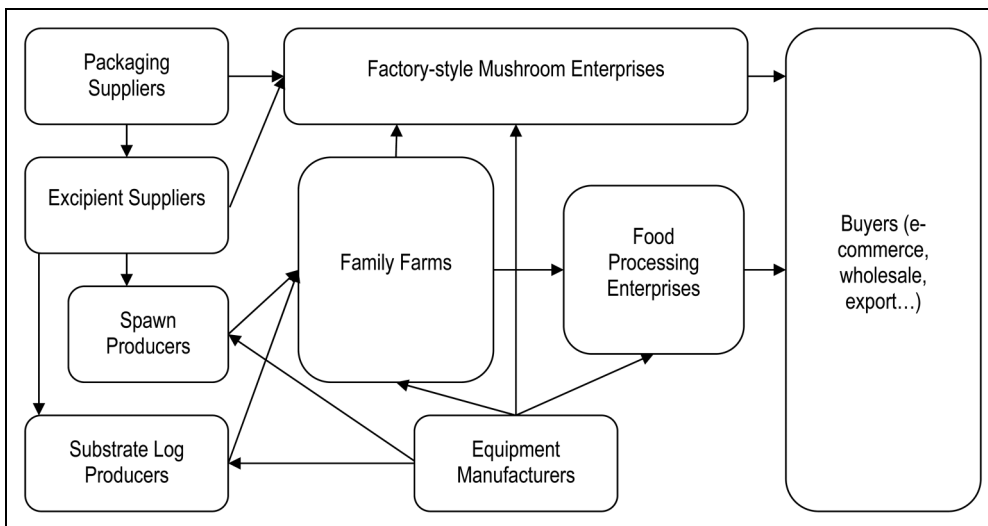 Packaging
Suppliers
Factory-style Mushroom Enterprises
Excipient Suppliers
Family Farms
Food
Processing
Enterprises
Buyers (e-
commerce,
wholesale,
export…)
Spawn
Producers
Substrate Log
Producers
Equipment
Manufacturers